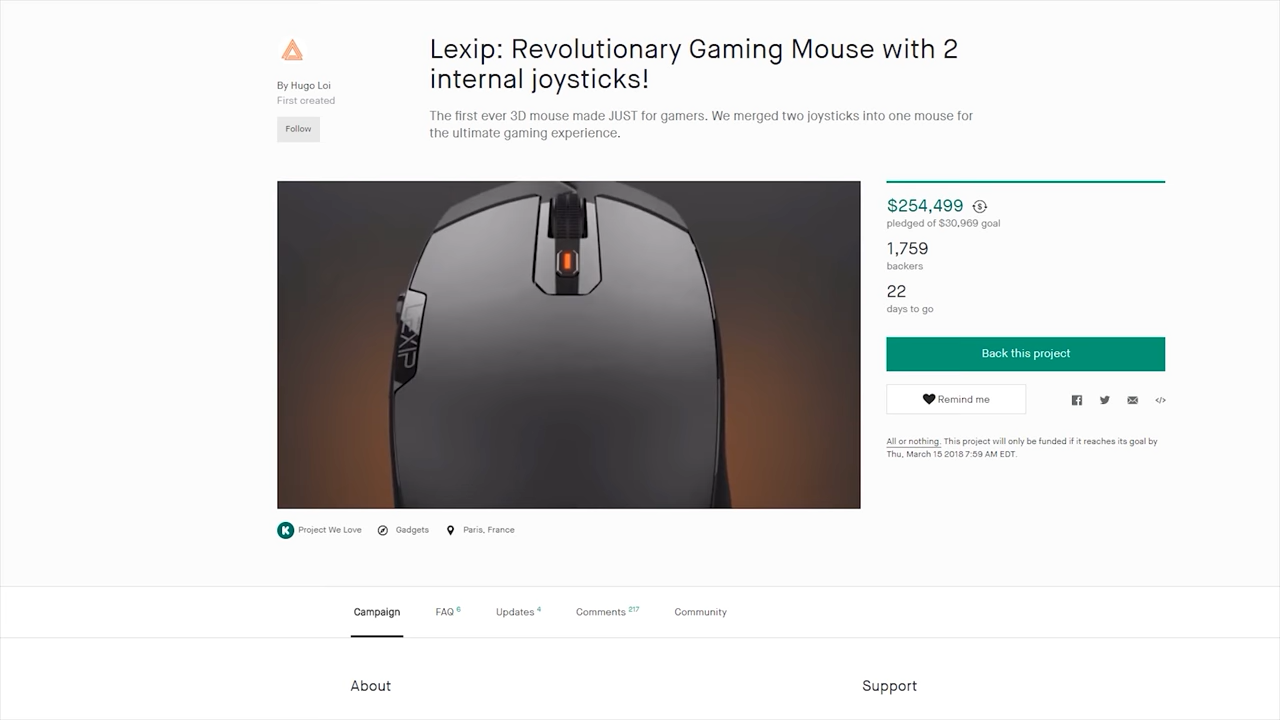 Lexip: Revolutionary Gaming Mouse with 2
internal joysticks!
By Hugo Loi
First created
Follow
The first ever 3D mouse made JUST for gamers. We merged two joysticks into one mouse for
the ultimate gaming experience.
LEXIP
$254,499
pledged of $30,969 goal
1,759
backers
22
days to go
Back this project
Remind me
All or nothing. This project will only be funded if it reaches its goal by
Thu, March 15 2018 7:59 AM EDT.
Project We Love
Gadgets
Paris, France
Campaign
FAQ 6
Updates 4
Comments 217
Community
About
Support